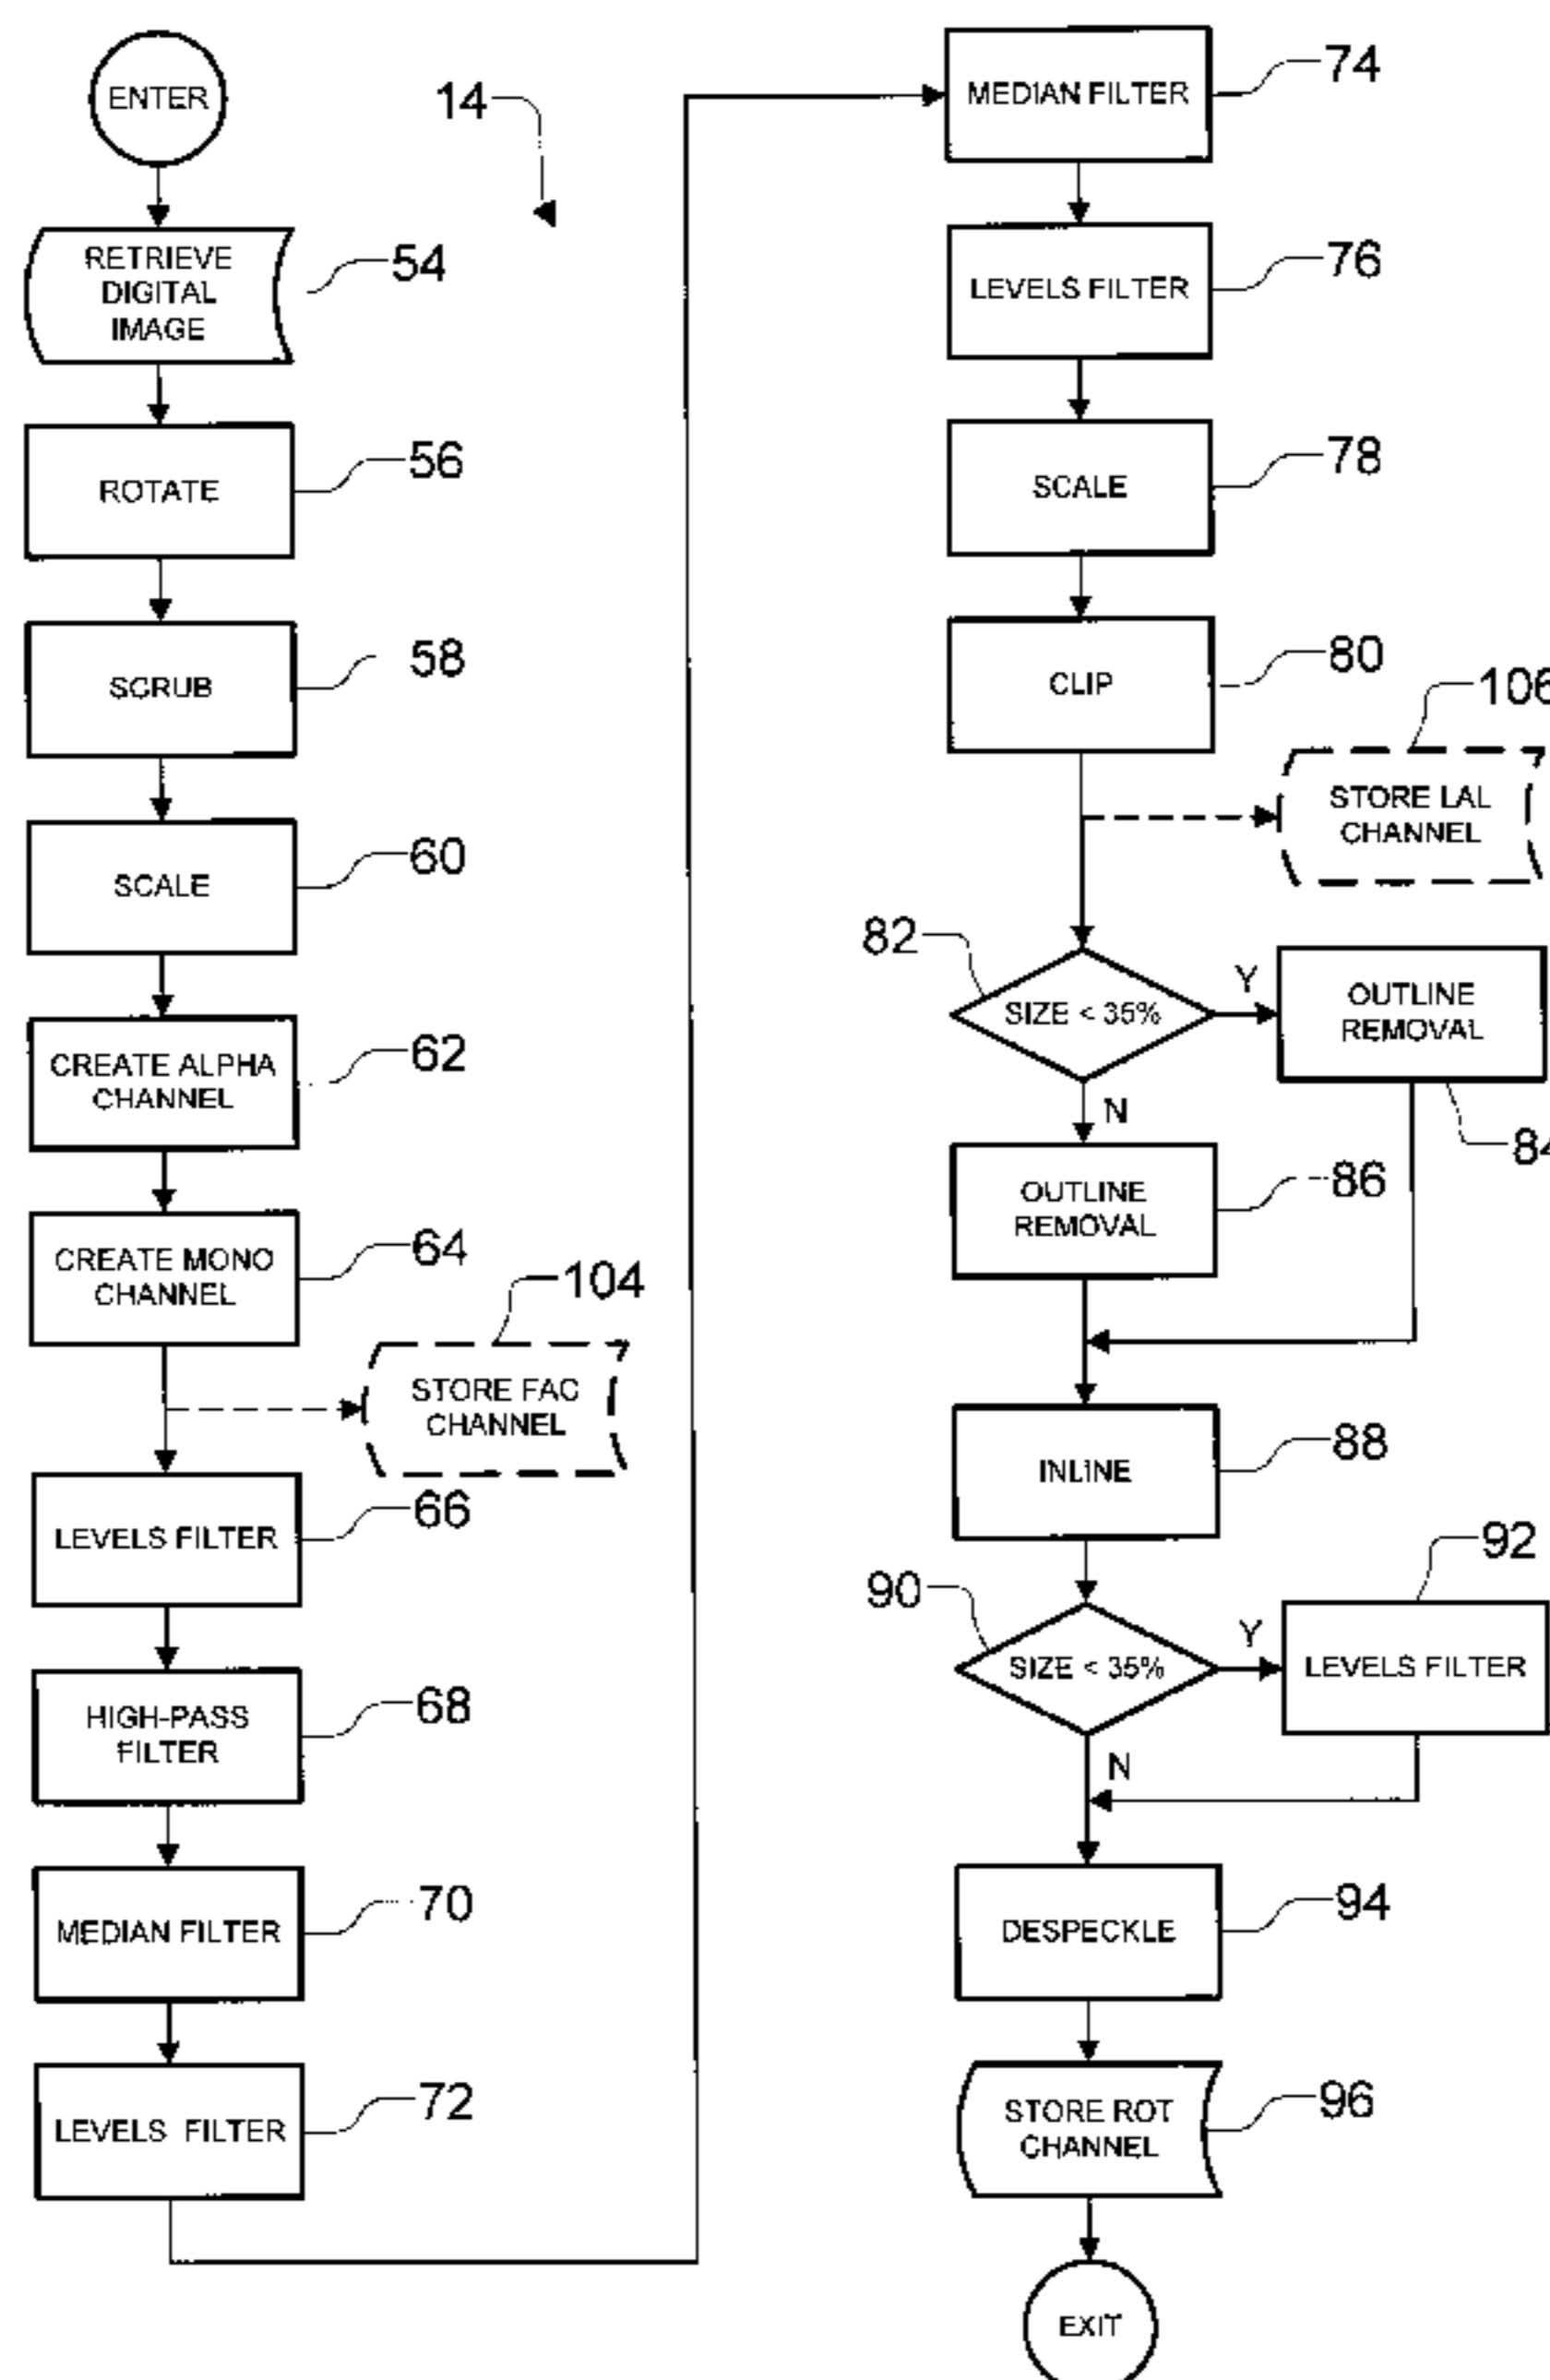 ENTER
14
RETRIEVE
DIGITAL
IMAGE
54
ROTATE
56
SCRUB
58
SCALE
60
CREATE ALPHA
CHANNEL
62
CREATE MONO
CHANNEL
64
104
STORE FAC
CHANNEL
LEVELS FILTER
66
HIGH-PASS
FILTER
68
MEDIAN FILTER
70
LEVELS FILTER
72
MEDIAN FILTER
74
LEVELS FILTER
76
SCALE
78
CLIP
80
106
STORE LAL
CHANNEL
82
SIZE < 35%
Y
OUTLINE
REMOVAL
84
N
OUTLINE
REMOVAL
86
INLINE
88
90
SIZE < 35%
Y
92
LEVELS FILTER
N
DESPECKLE
94
STORE ROT
CHANNEL
96
EXIT